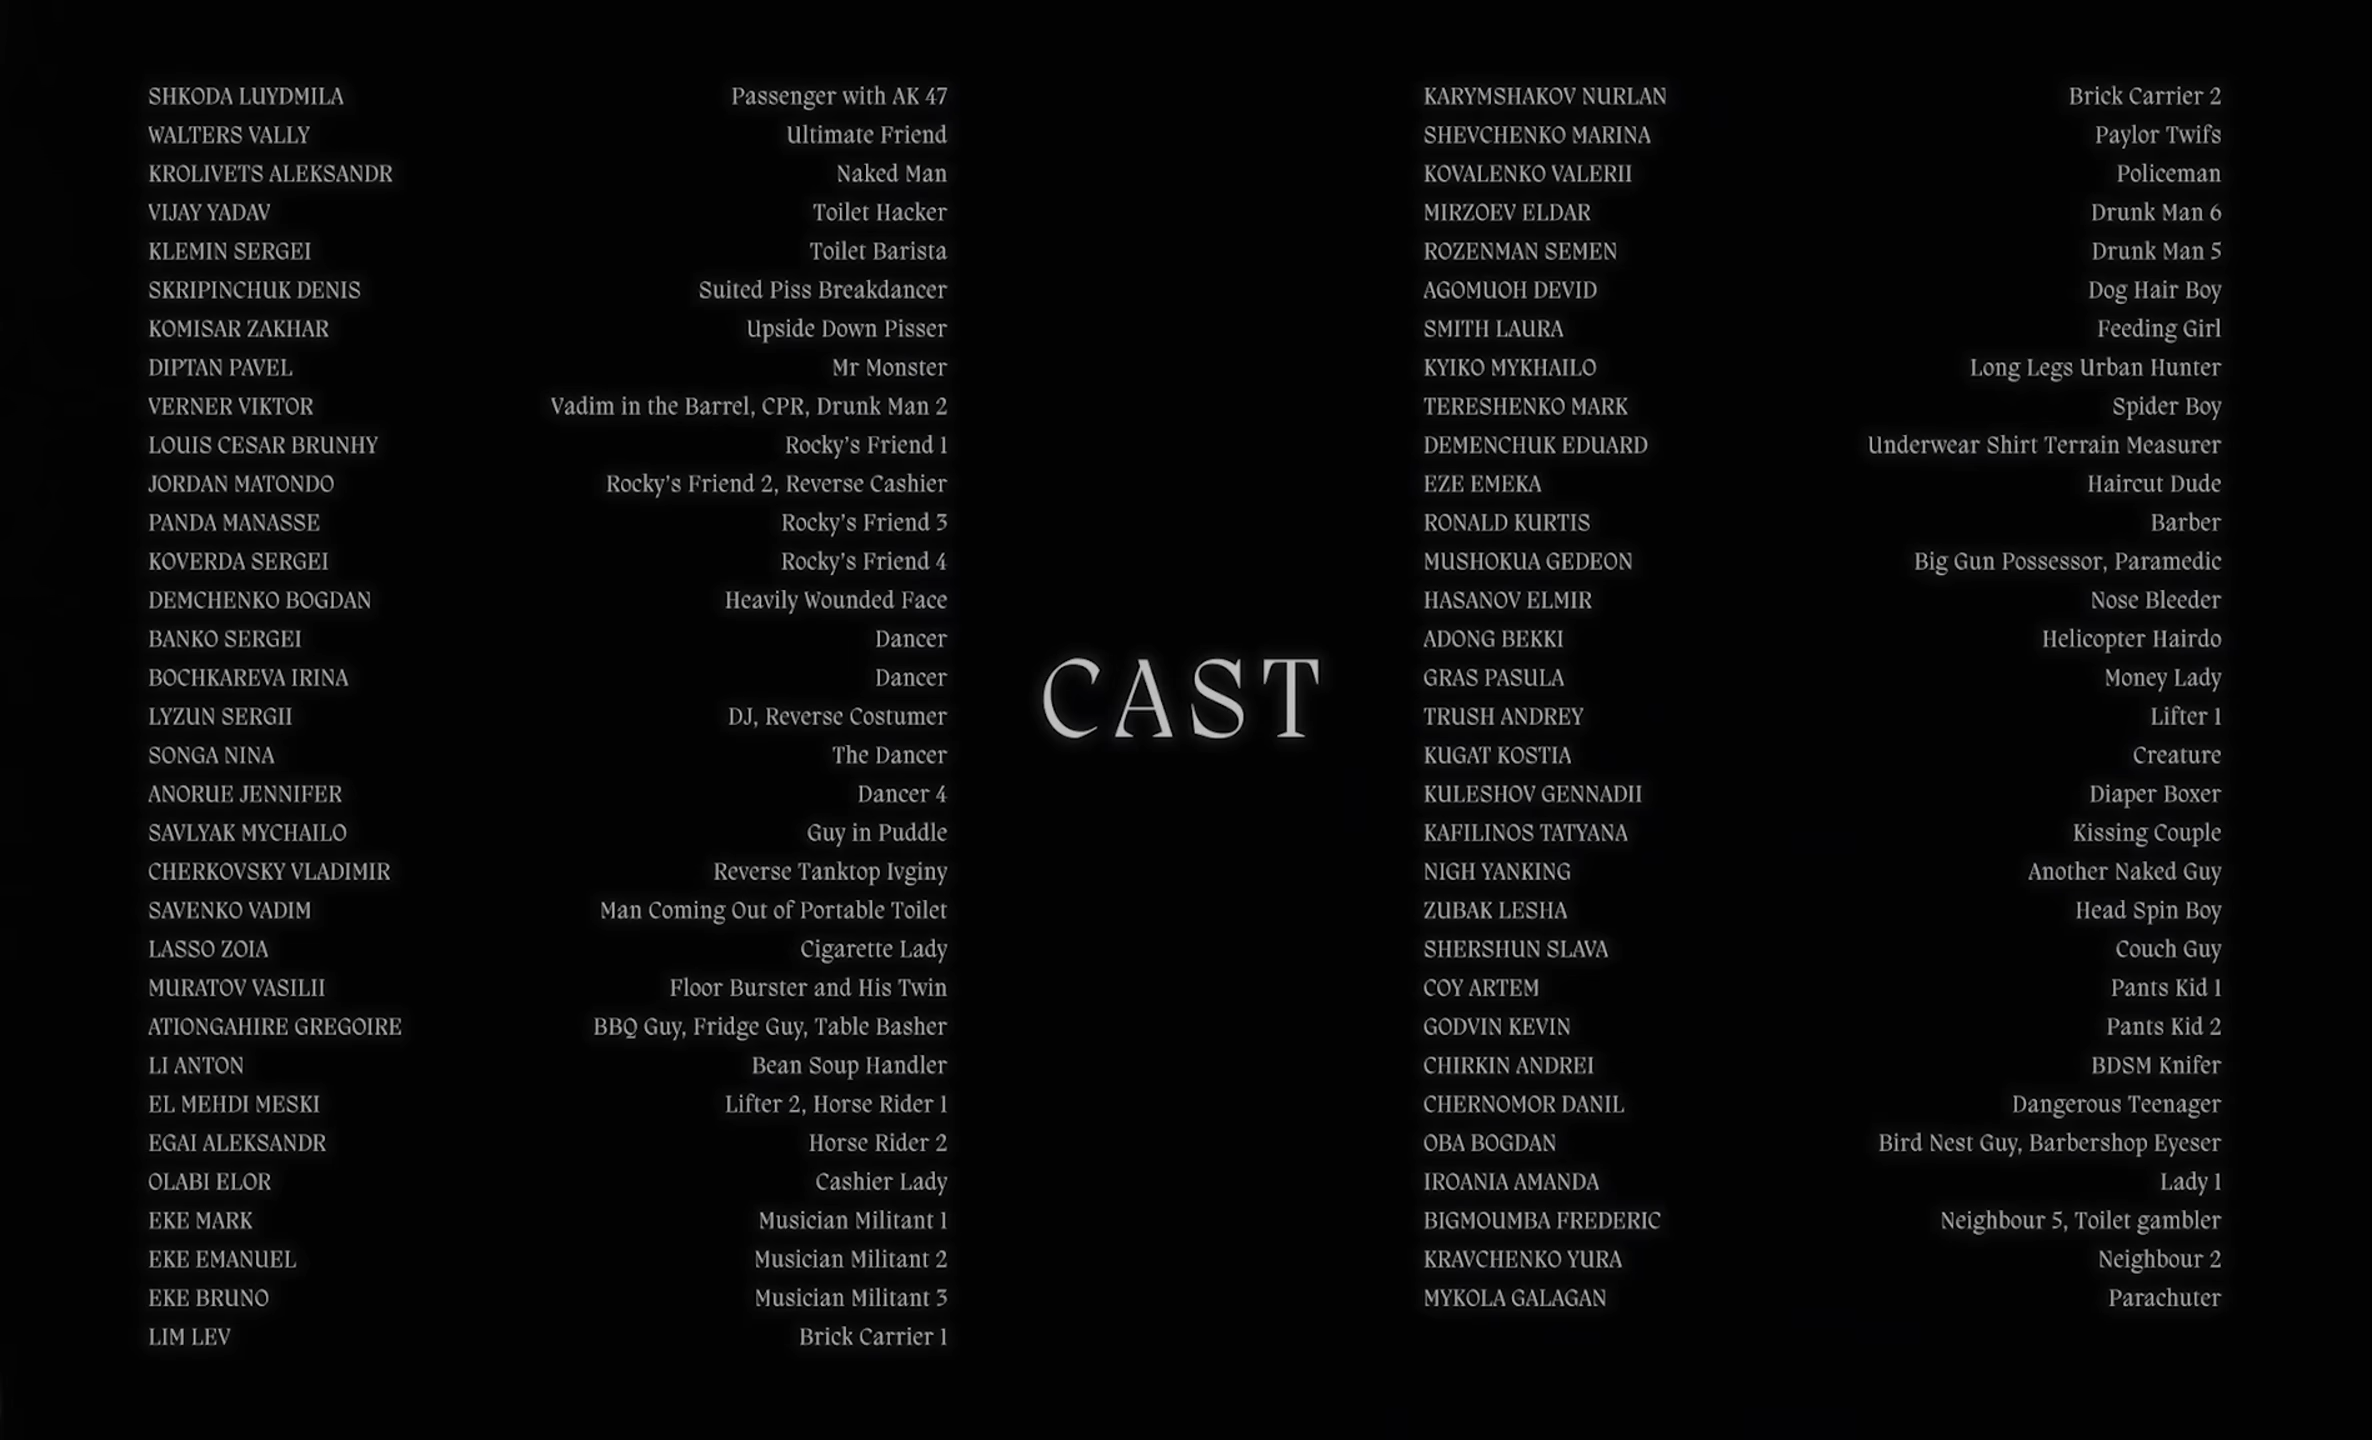 SHKODA LUYDMILA Passenger with AK 47
WALTERS VALLY Ultimate Friend
KROLIVETS ALEKSANDR Naked Man
VIJAY YADAV Toilet Hacker
KLEMIN SERGEI Toilet Barista
SKRIPINCHUK DENIS Suited Piss Breakdancer
KOMISAR ZAKHAR Upside Down Pisser
DIPTAN PAVEL Mr Monster
VERNER VIKTOR Vadim in the Barrel, CPR, Drunk Man 2
LOUIS CESAR BRUNHY Rocky's Friend 1
JORDAN MATONDO Rocky's Friend 2, Reverse Cashier
PANDA MANASSE Rocky's Friend 3
KOVERDA SERGEI Rocky's Friend 4
DEMCHENKO BOGDAN Heavily Wounded Face
BANKO SERGEI Dancer
BOCHKAREVA IRINA Dancer
LYZUN SERGII DJ, Reverse Costumer
SONGA NINA The Dancer
ANORUE JENNIFER Dancer 4
SAVLYAK MYCHAILO Guy in Puddle
CHERKOVSKY VLADIMIR Reverse Tanktop Ivginy
SAVENKO VADIM Man Coming Out of Portable Toilet
LASSO ZOIA Cigarette Lady
MURATOV VASILII Floor Burster and His Twin
ATIONGAHIRE GREGOIRE BBQ Guy, Fridge Guy, Table Basher
LI ANTON Bean Soup Handler
EL MEHDI MESKI Lifter 2, Horse Rider 1
EGAI ALEKSANDR Horse Rider 2
OLABI ELOR Cashier Lady
EKE MARK Musician Militant 1
EKE EMANUEL Musician Militant 2
EKE BRUNO Musician Militant 3
LIM LEV Brick Carrier 1
CAST
KARYMSHAKOV NURLAN Brick Carrier 2
SHEVCHENKO MARINA Paylor Twifs
KOVALENKO VALERII Policeman
MIRZOEV ELDAR Drunk Man 6
ROZENMAN SEMEN Drunk Man 5
AGOMUOH DEVID Dog Hair Boy
SMITH LAURA Feeding Girl
KYIKO MYKHAILO Long Legs Urban Hunter
TERESHENKO MARK Spider Boy
DEMENCHUK EDUARD Underwear Shirt Terrain Measurer
EZE EMEKA Haircut Dude
RONALD KURTIS Barber
MUSHOKUA GEDEON Big Gun Possessor, Paramedic
HASANOV ELMIR Nose Bleeder
ADONG BEKKI Helicopter Hairdo
GRAS PASULA Money Lady
TRUSH ANDREY Lifter 1
KUGAT KOSTIA Creature
KULESHOV GENNADII Diaper Boxer
KAFILINOS TATYANA Kissing Couple
NIGH YANKING Another Naked Guy
ZUBAK LESHA Head Spin Boy
SHERSHUN SLAVA Couch Guy
COY ARTEM Pants Kid 1
GODVIN KEVIN Pants Kid 2
CHIRKIN ANDREI BDSM Knifer
CHERNOMOR DANIL Dangerous Teenager
OBA BOGDAN Bird Nest Guy, Barbershop Eyeser
IROANIA AMANDA Lady 1
BIGMOUMBA FREDERIC Neighbour 5, Toilet gambler
KRAVCHENKO YURA Neighbour 2
MYKOLA GALAGAN Parachuter